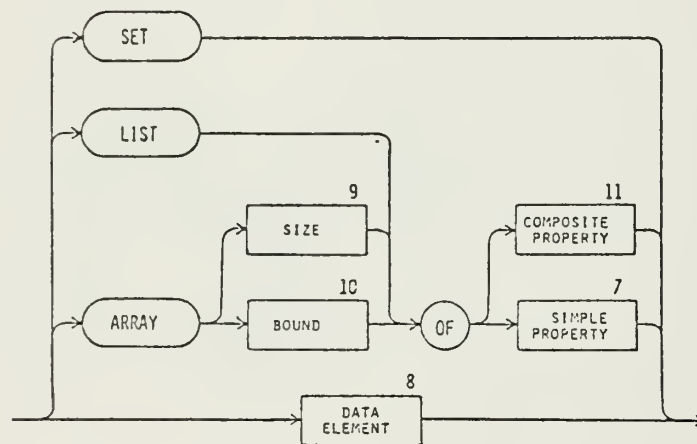 SET
LIST
9
SIZE
11
COMPOSITE
PROPERTY
ARRAY
10
BOUND
OF
7
SIMPLE
PROPERTY
8
DATA
ELEMENT